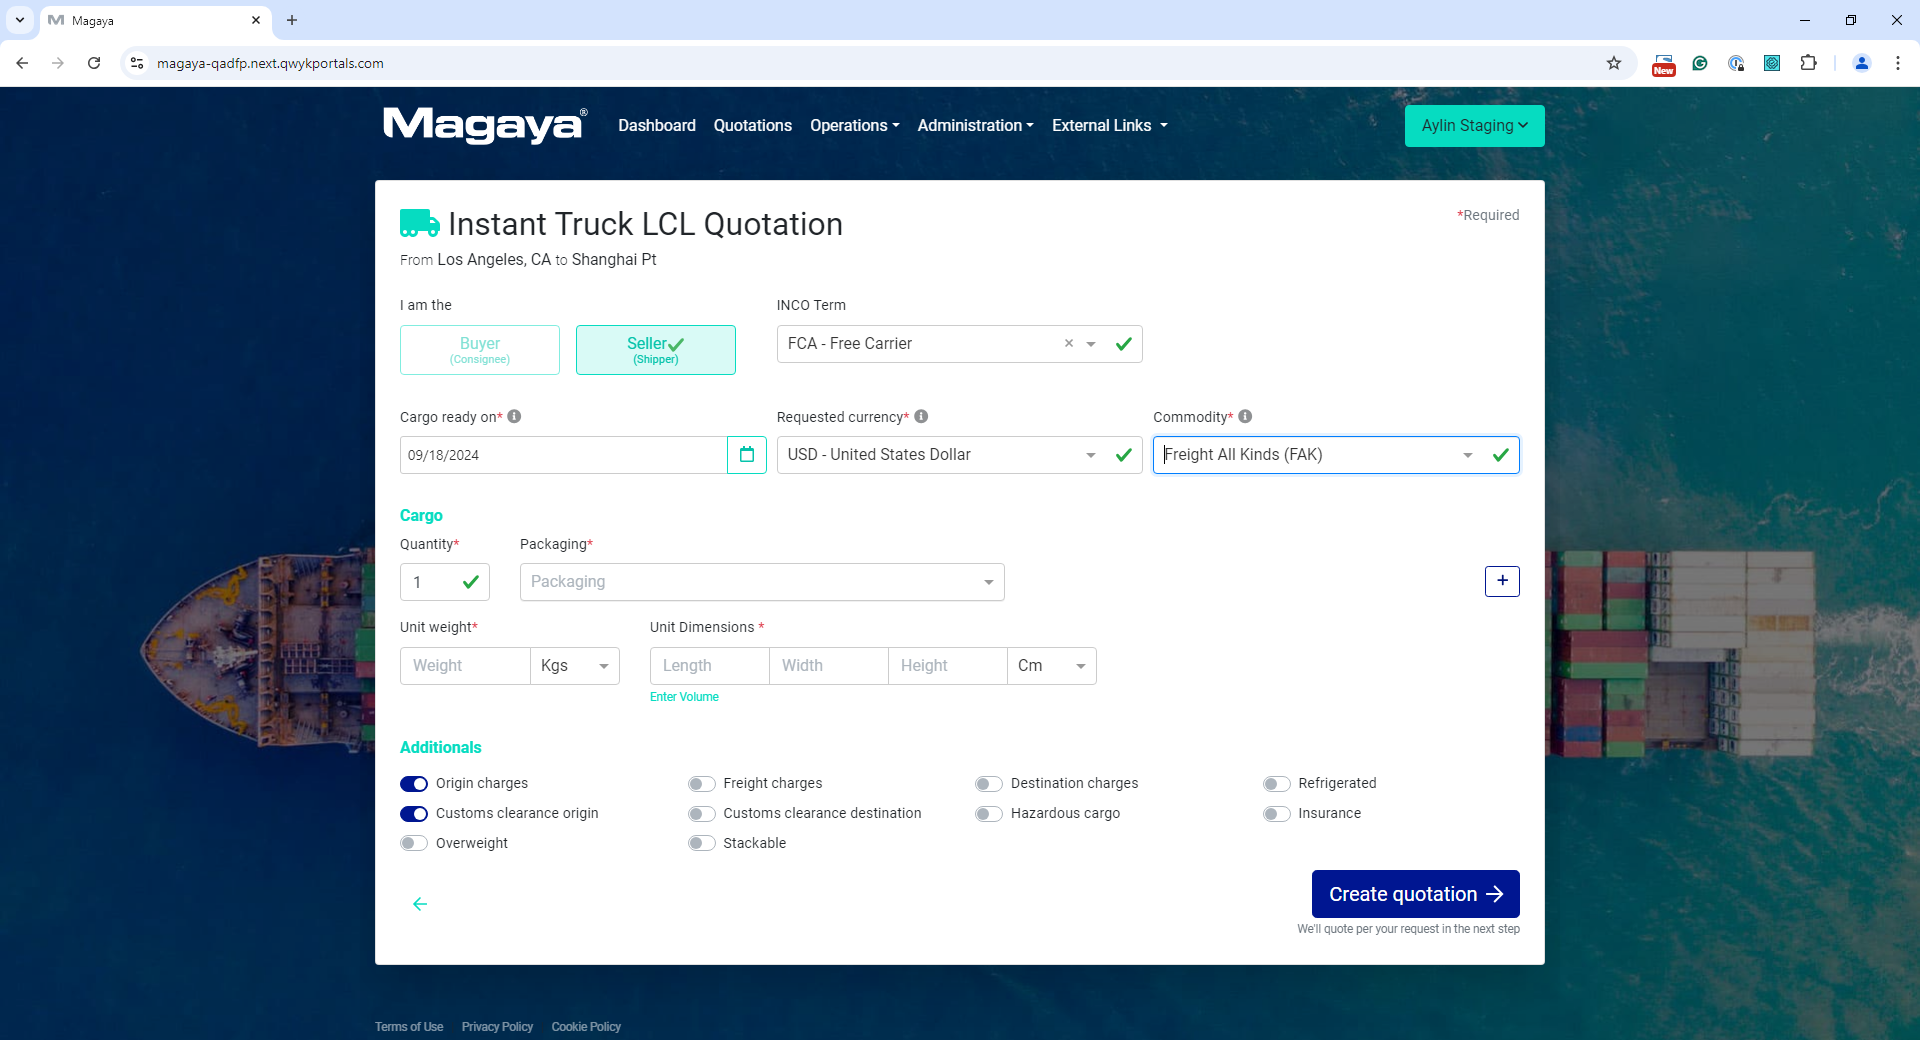 Magaya
magaya-qadfp.next.qwykportals.com
New
Magaya®
Dashboard Quotations Operations Administration External Links
Aylin Staging
Instant Truck LCL Quotation
*Required
From Los Angeles, CA to Shanghai Pt
I am the
INCO Term
Buyer
(Consignee)
Seller
(Shipper)
FCA - Free Carrier
Cargo ready on*
Requested currency*
Commodity*
09/18/2024
USD - United States Dollar
Freight All Kinds (FAK)
Cargo
Quantity*
Packaging*
1
Packaging
Unit weight*
Unit Dimensions *
Weight
Kgs
Length
Width
Height
Cm
Enter Volume
Additionals
Origin charges
Freight charges
Destination charges
Refrigerated
Customs clearance origin
Customs clearance destination
Hazardous cargo
Insurance
Overweight
Stackable
Create quotation
We'll quote per your request in the next step
Terms of Use Privacy Policy Cookie Policy